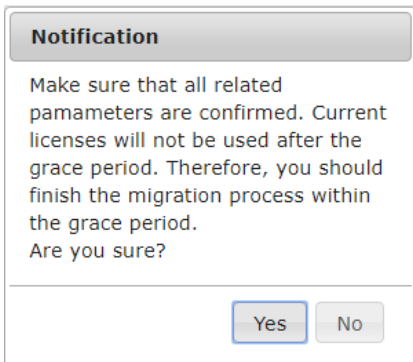 Notification
Make sure that all related
pamameters are confirmed. Current
licenses will not be used after the
grace period. Therefore, you should
finish the migration process within
the grace period.
Are you sure?
Yes No